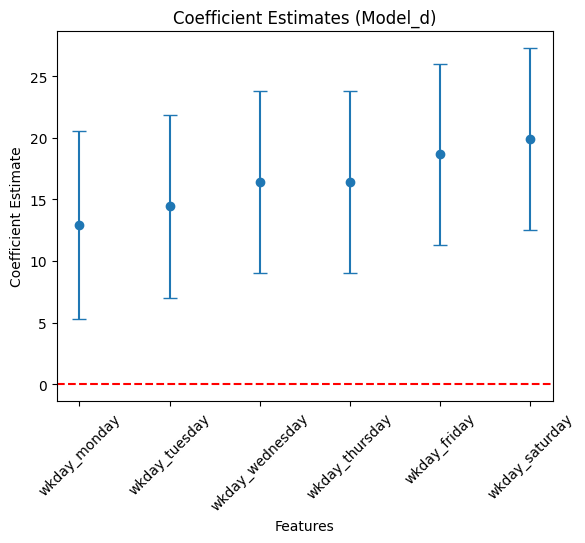 Coefficient Estimates (Model_d)
Coefficient Estimate
25
20
15
10
5
0
wkday_monday
wkday_tuesday
wkday_wednesday
wkday_thursday
wkday_friday
wkday_saturday
Features